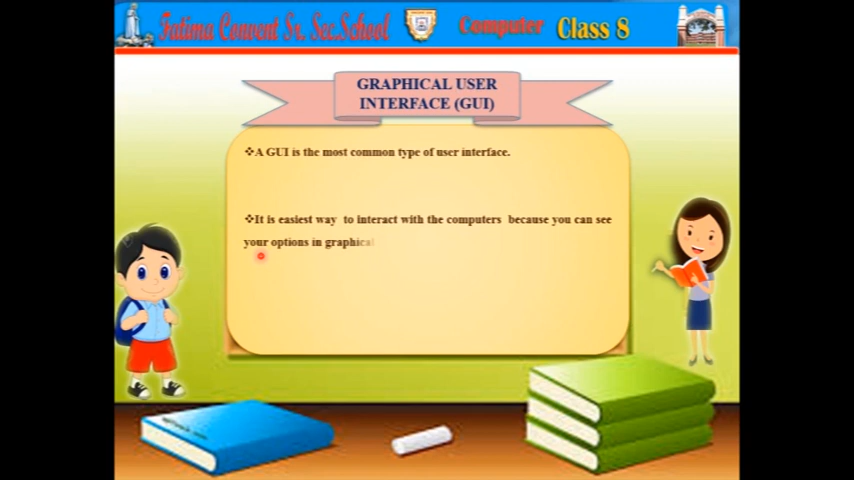 Fatima Convent Sr. Sec.School Computer Class 8
GRAPHICAL USER
INTERFACE (GUI)
❖A GUI is the most common type of user interface.
❖It is easiest way to interact with the computers because you can see
your options in graphical